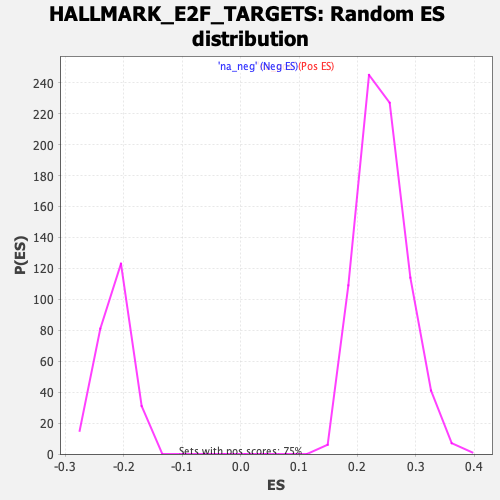 HALLMARK_E2F_TARGETS: Random ES
distribution
'na_neg' (Neg ES)(Pos ES)
240
220
200
180
160
140
120
100
80
60
40
20
0
P(ES)
Sets with pos scores: 75%
-0.3 -0.2 -0.1 0.0 0.1 0.2 0.3 0.4
ES